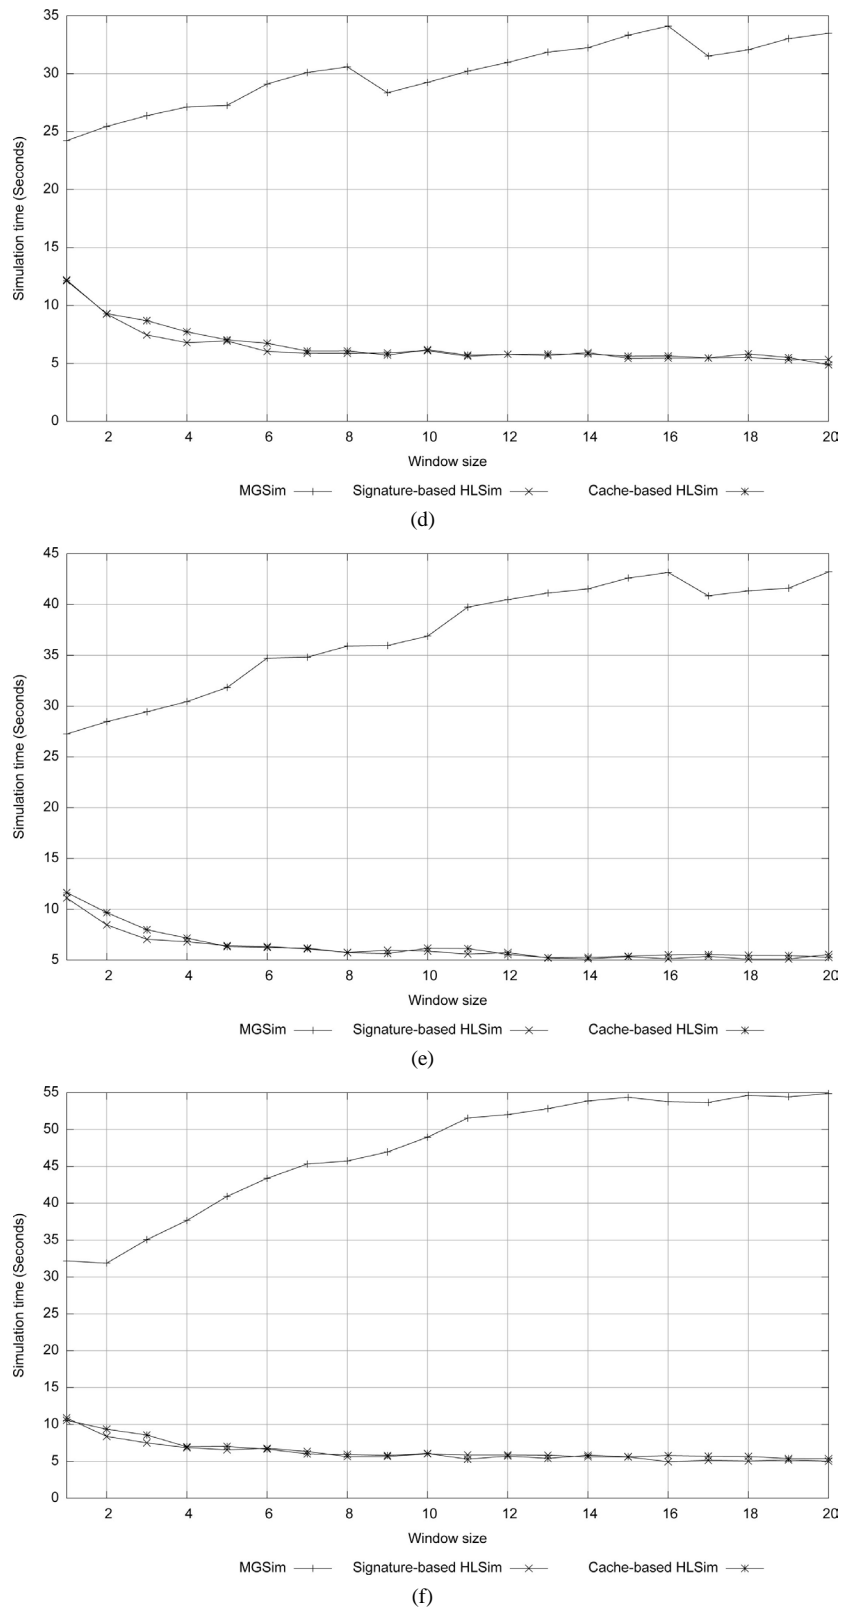 35
30
25
20
15
10
5
0
Simulation time (Seconds)
2 4 6 8 10 12 14 16 18 20
Window size
MGSim Signature-based HLSim Cache-based HLSim
(d)
45
40
35
30
25
20
15
10
5
Simulation time (Seconds)
2 4 6 8 10 12 14 16 18 20
Window size
MGSim Signature-based HLSim Cache-based HLSim
(e)
55
50
45
40
35
30
25
20
15
10
5
0
Simulation time (Seconds)
2 4 6 8 10 12 14 16 18 20
Window size
MGSim Signature-based HLSim Cache-based HLSim
(f)